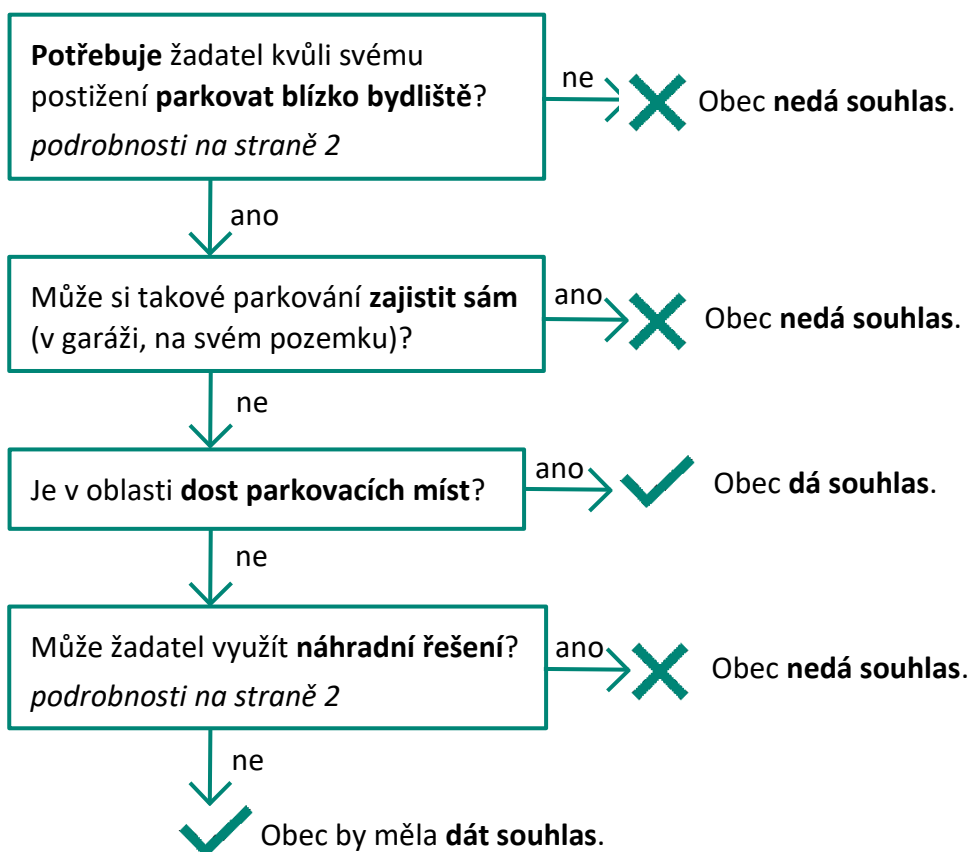 Potřebuje žadatel kvůli svému
postižení parkovat blízko bydliště?
podrobnosti na straně 2
ne
Obec nedá souhlas.
ano
Může si takové parkování zajistit sám
(v garáži, na svém pozemku)?
ano
Obec nedá souhlas.
ne
Je v oblasti dost parkovacích míst?
ano
Obec dá souhlas.
ne
Může žadatel využít náhradní řešení?
podrobnosti na straně 2
ano
Obec nedá souhlas.
ne
Obec by měla dát souhlas.